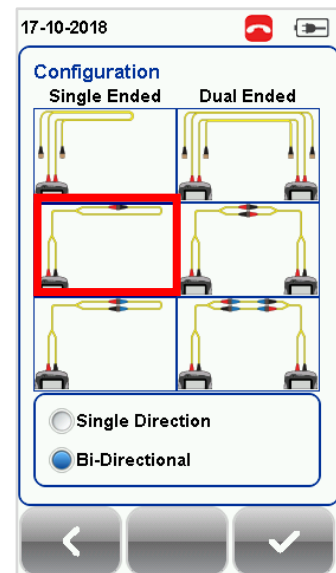 17-10-2018
Configuration
Single Ended
Dual Ended
Single Direction
Bi-Directional